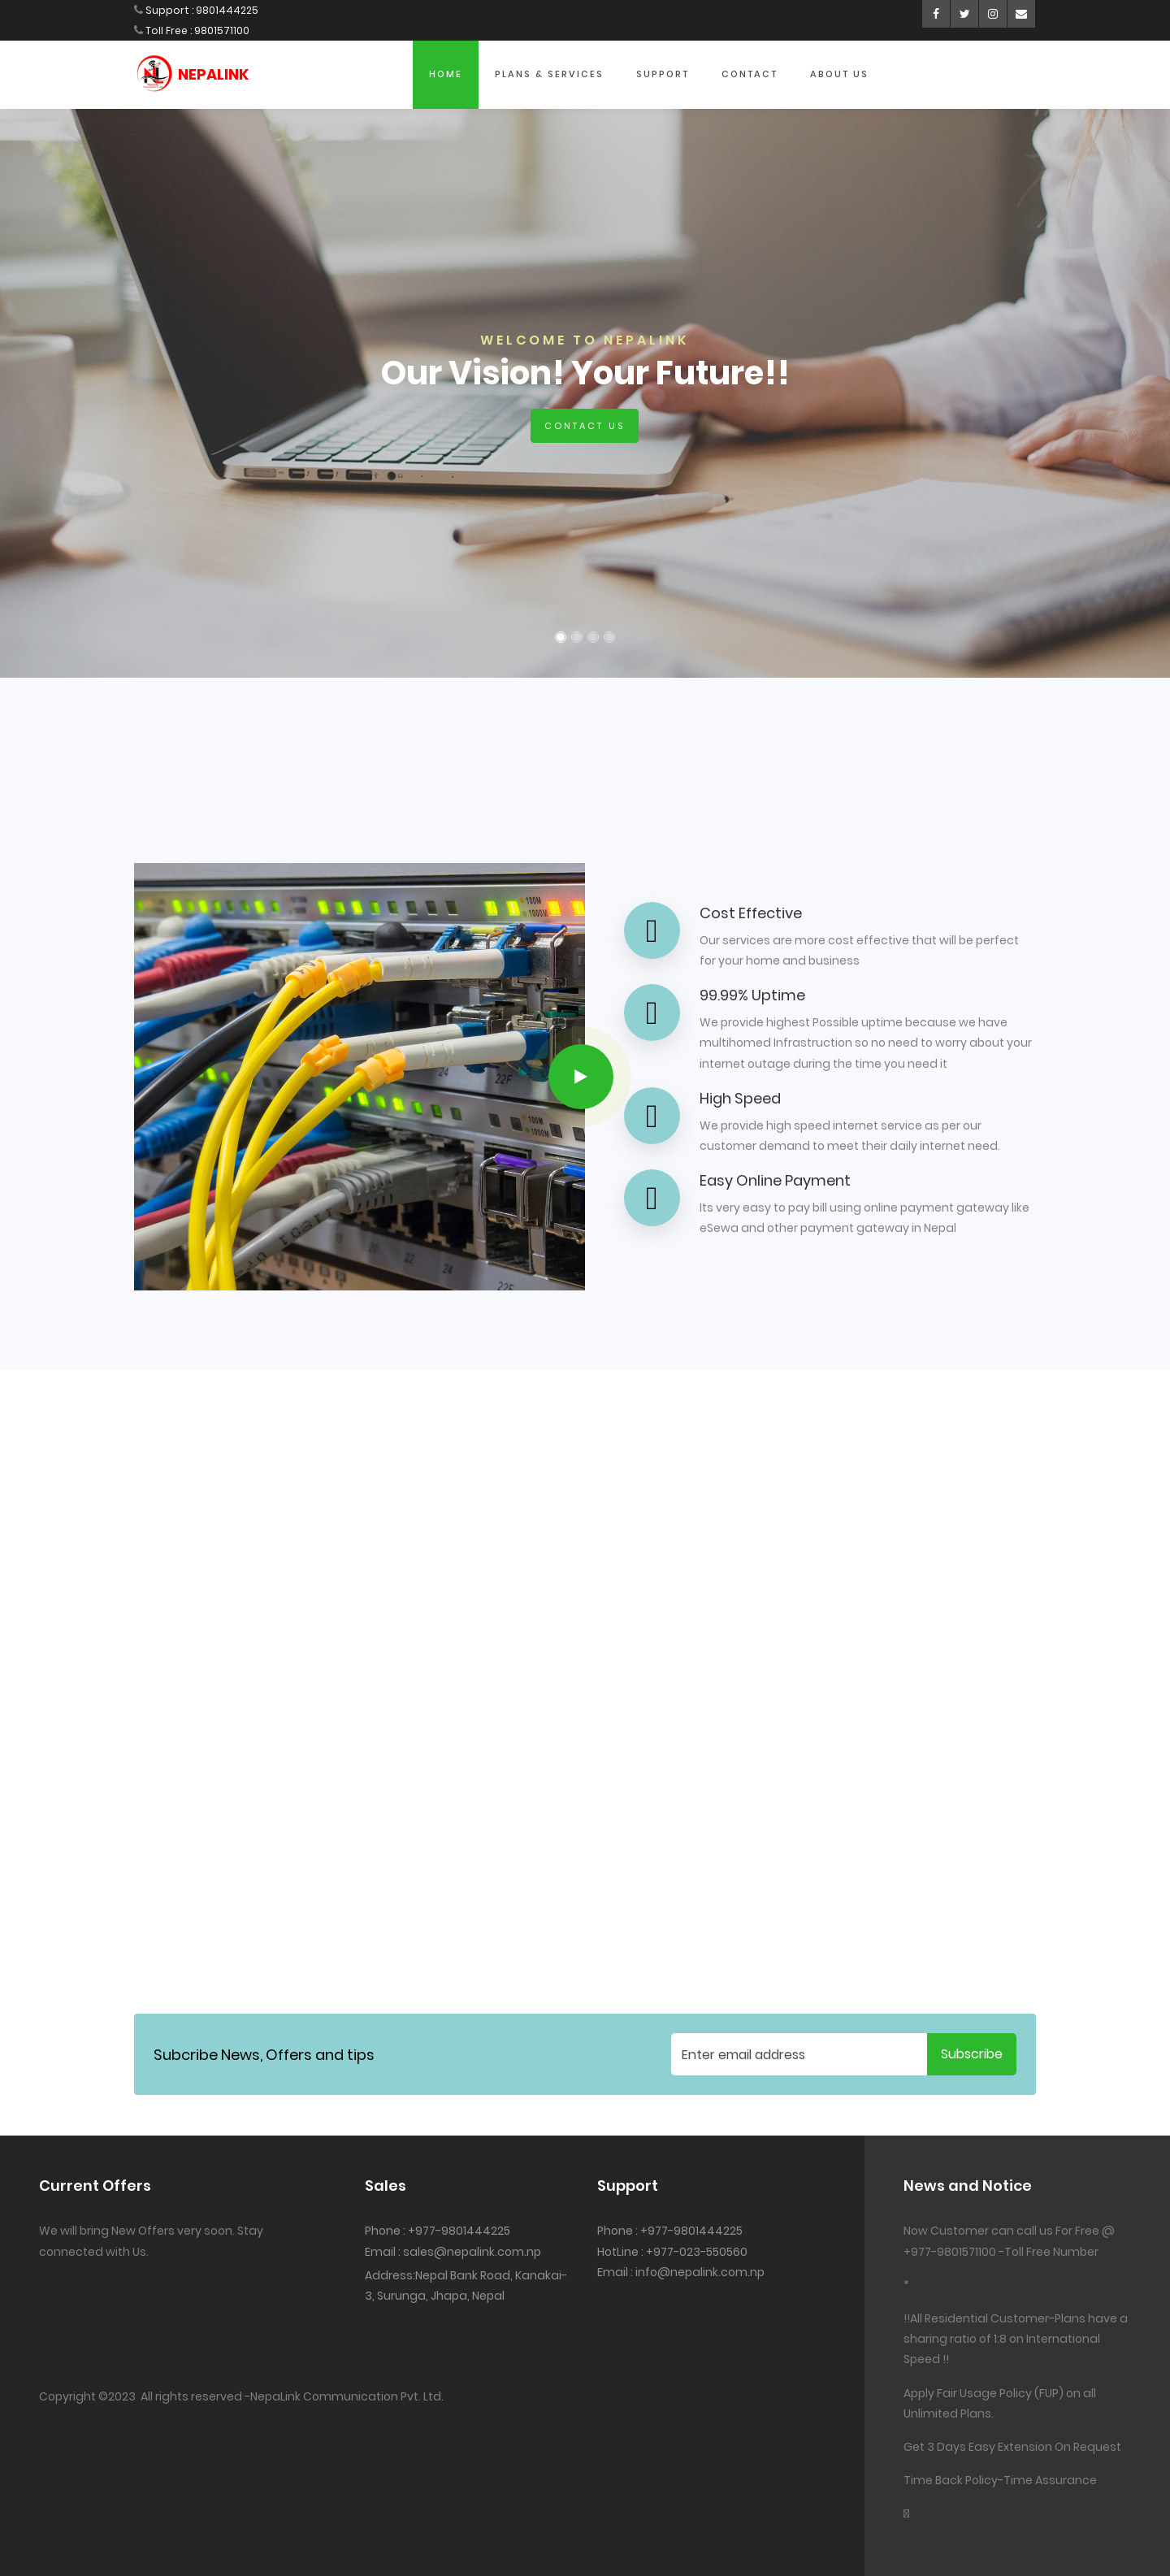 Support : 9801444225
Toll Free : 9801571100
NEPALINK
HOME PLANS & SERVICES SUPPORT CONTACT ABOUT US
WELCOME TO NEPALINK
Our Vision! Your Future!!
CONTACT US
100M
1000M
100M
1000M
24
22F
24
22
24
22F
Cost Effective
Our services are more cost effective that will be perfect
for your home and business
99.99% Uptime
We provide highest Possible uptime because we have
multihomed Infrastruction so no need to worry about your
internet outage during the time you need it
High Speed
We provide high speed internet service as per our
customer demand to meet their daily internet need.
Easy Online Payment
Its very easy to pay bill using online payment gateway like
eSewa and other payment gateway in Nepal
Subcribe News, Offers and tips
Enter email address
Subscribe
Current Offers
We will bring New Offers very soon. Stay
connected with Us.
Sales
Phone : +977-9801444225
Email : sales@nepalink.com.np
Address:Nepal Bank Road, Kanakai-
3, Surunga, Jhapa, Nepal
Support
Phone : +977-9801444225
HotLine : +977-023-550560
Email : info@nepalink.com.np
Copyright ©2023 All rights reserved -NepaLink Communication Pvt. Ltd.
News and Notice
Now Customer can call us For Free @
+977-9801571100 -Toll Free Number
*
!!All Residential Customer-Plans have a
sharing ratio of 1:8 on International
Speed !!
Apply Fair Usage Policy (FUP) on all
Unlimited Plans.
Get 3 Days Easy Extension On Request
Time Back Policy-Time Assurance